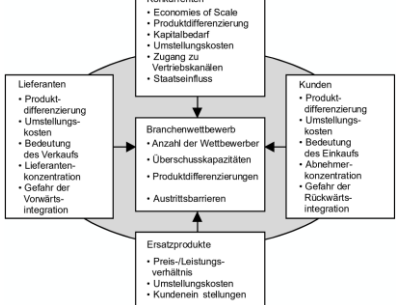 Konkurrenten
• Economies of Scale
• Produktdifferenzierung
• Kapitalbedarf
• Umstellungskosten
• Zugang zu
Vertriebskanälen
• Staatseinfluss
Lieferanten
• Produkt-
differenzierung
• Umstellungs-
kosten
• Bedeutung
des Verkaufs
• Lieferanten-
konzentration
• Gefahr der
Vorwärts-
integration
Branchenwettbewerb
• Anzahl der Wettbewerber
• Überschusskapazitäten
• Produktdifferenzierungen
• Austrittsbarrieren
Kunden
• Produkt-
differenzierung
• Umstellungs-
kosten
• Bedeutung
des Einkaufs
• Abnehmer-
konzentration
• Gefahr der
Rückwärts-
integration
Ersatzprodukte
• Preis-/Leistungs-
verhältnis
• Umstellungskosten
• Kundenein stellungen